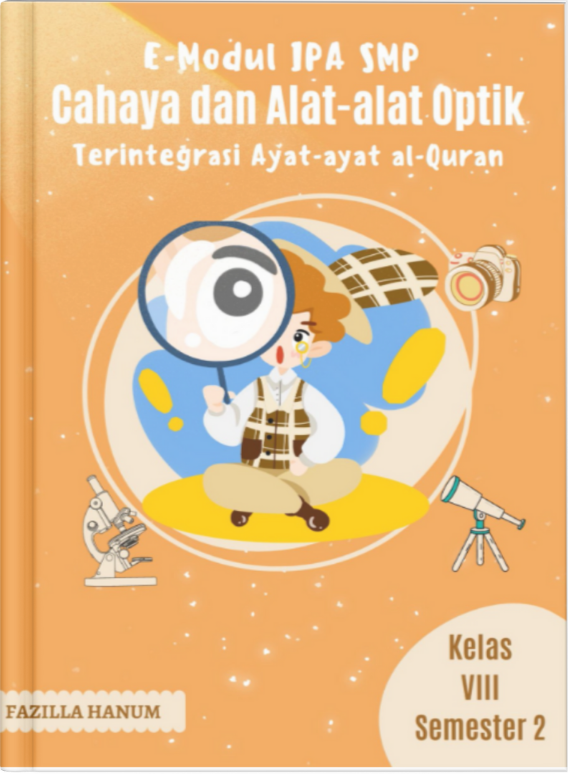 E-Modul IPA SMP
Cahaya dan Alat-alat Optik
Terintegrasi Ayat-ayat al-Quran
Kelas
VIII
Semester 2
FAZILLA HANUM